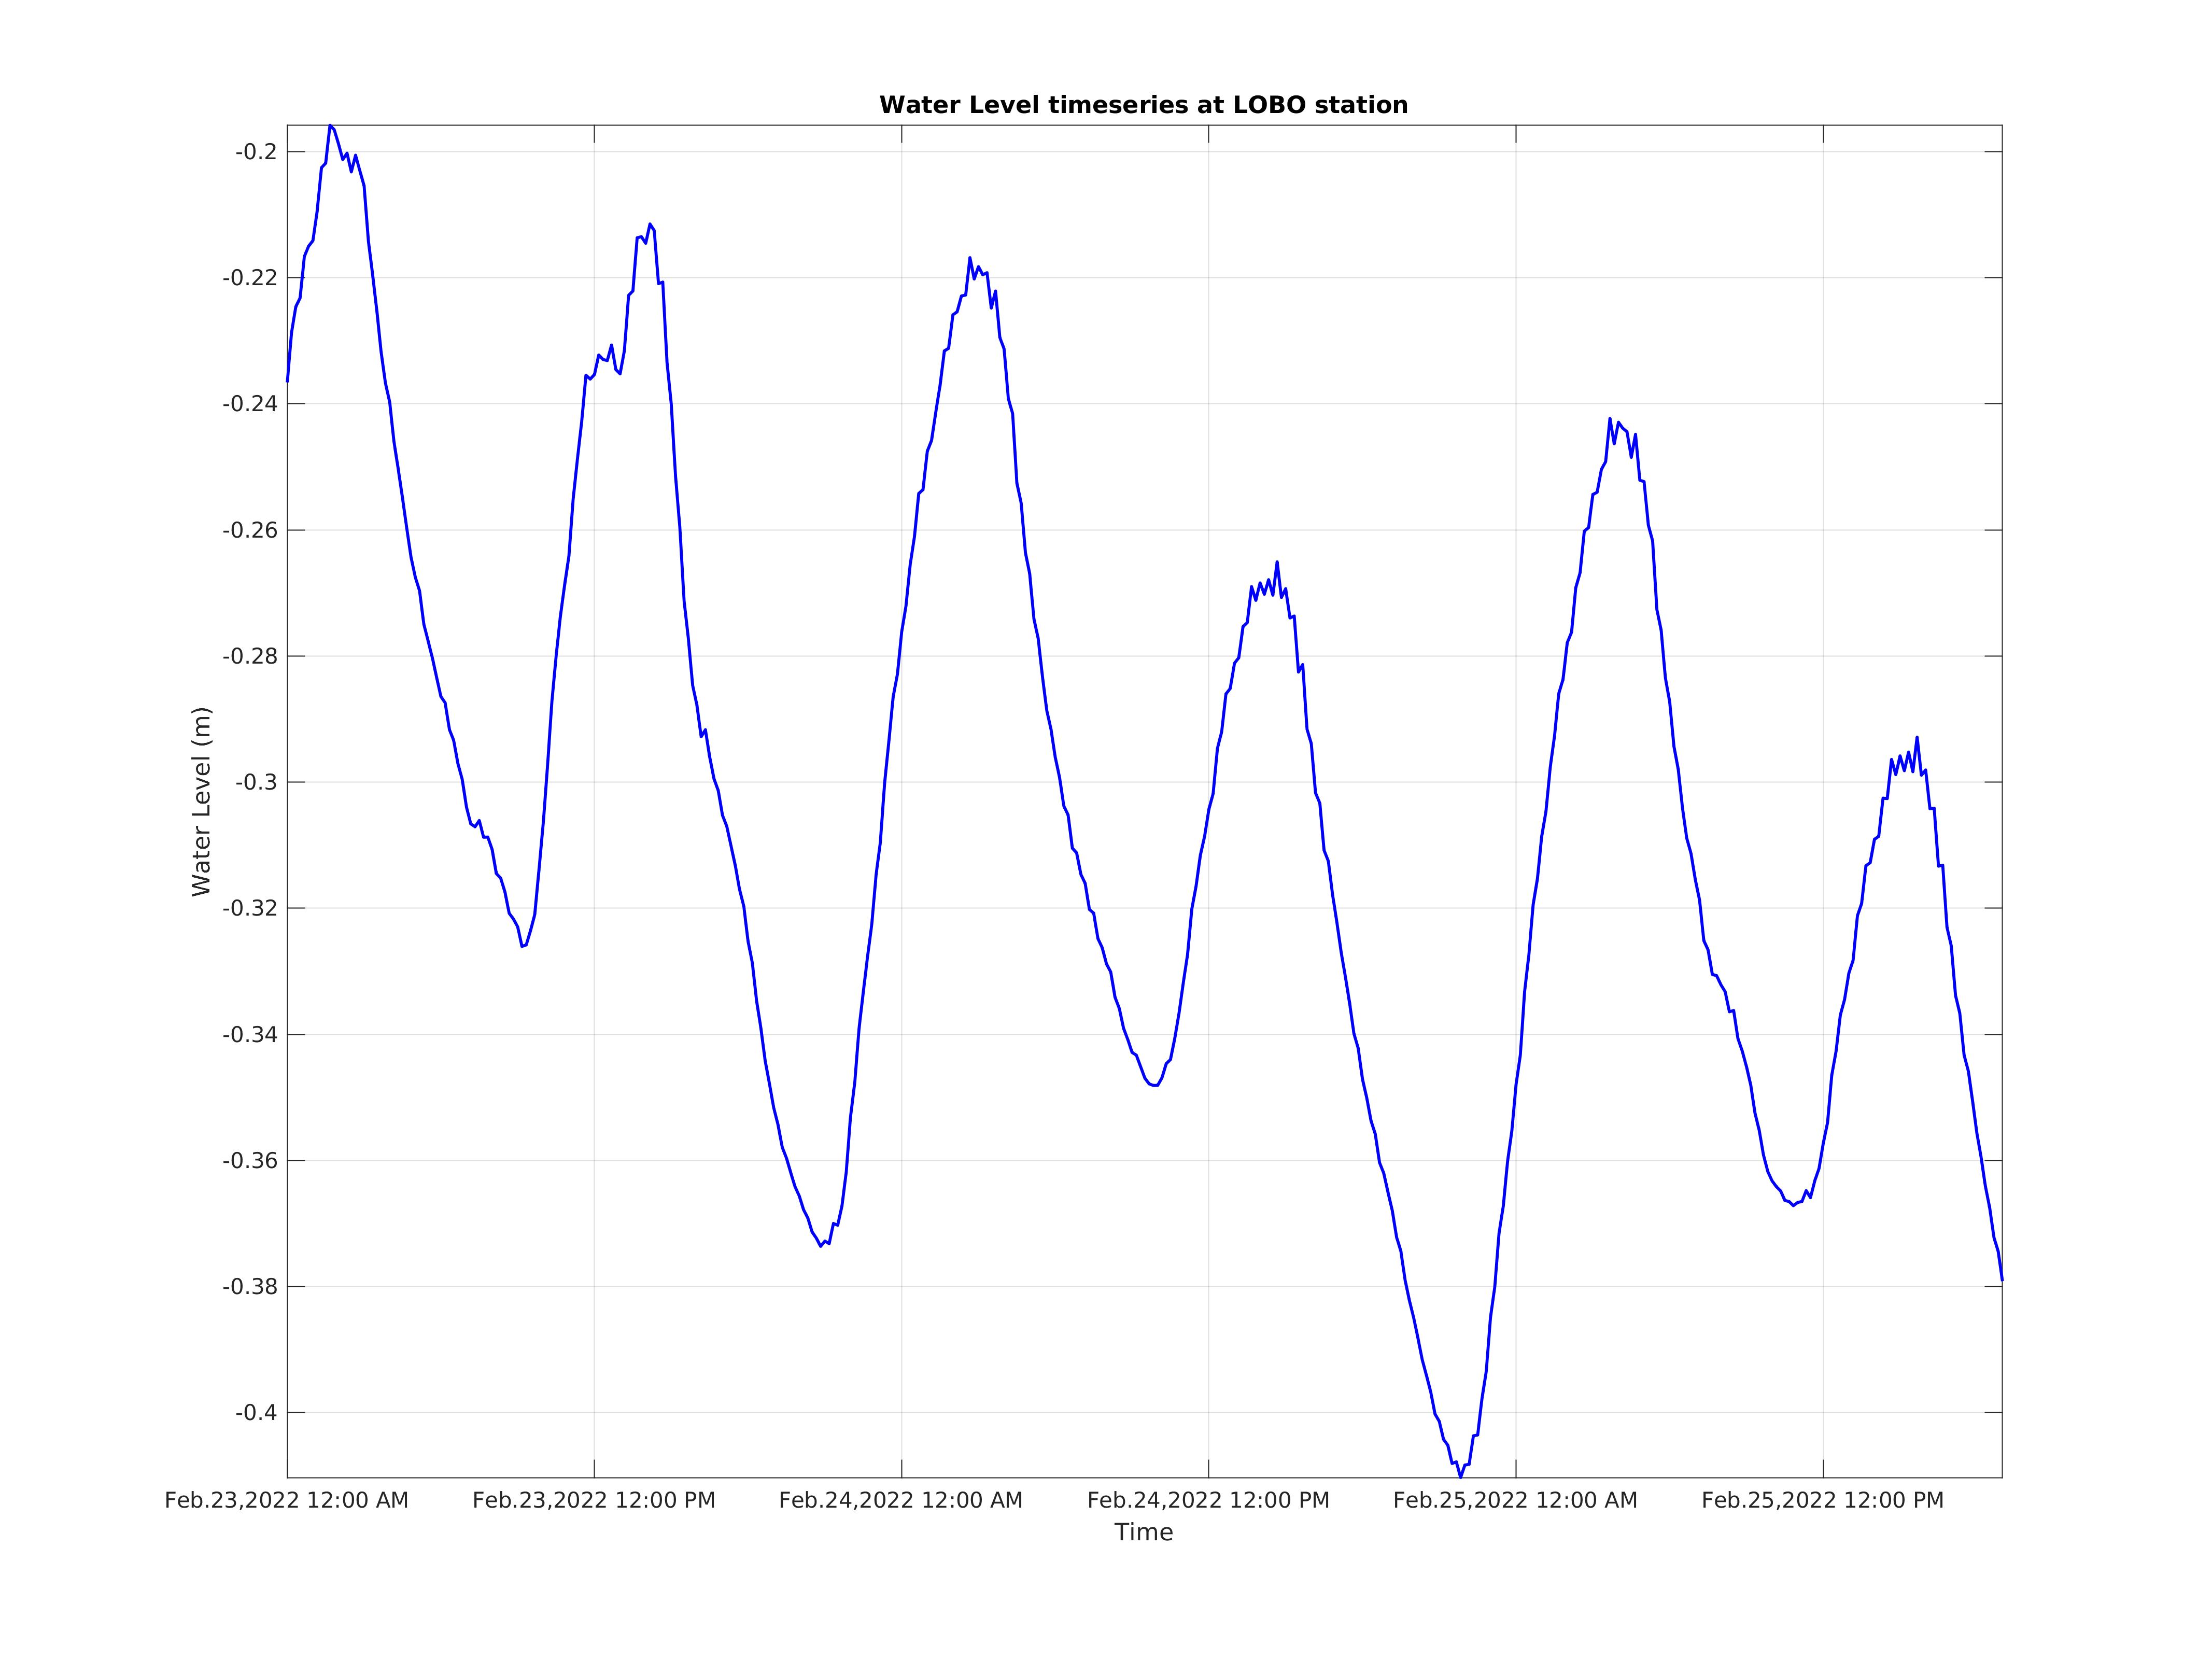 Water Level timeseries at LOBO station
-0.2
-0.22
-0.24
-0.26
-0.28
-0.3
-0.32
-0.34
-0.36
-0.38
-0.4
Water Level (m)
Feb.23,2022 12:00 AM
Feb.23,2022 12:00 PM
Feb.24,2022 12:00 AM
Feb.24,2022 12:00 PM
Feb.25,2022 12:00 AM
Feb.25,2022 12:00 PM
Time